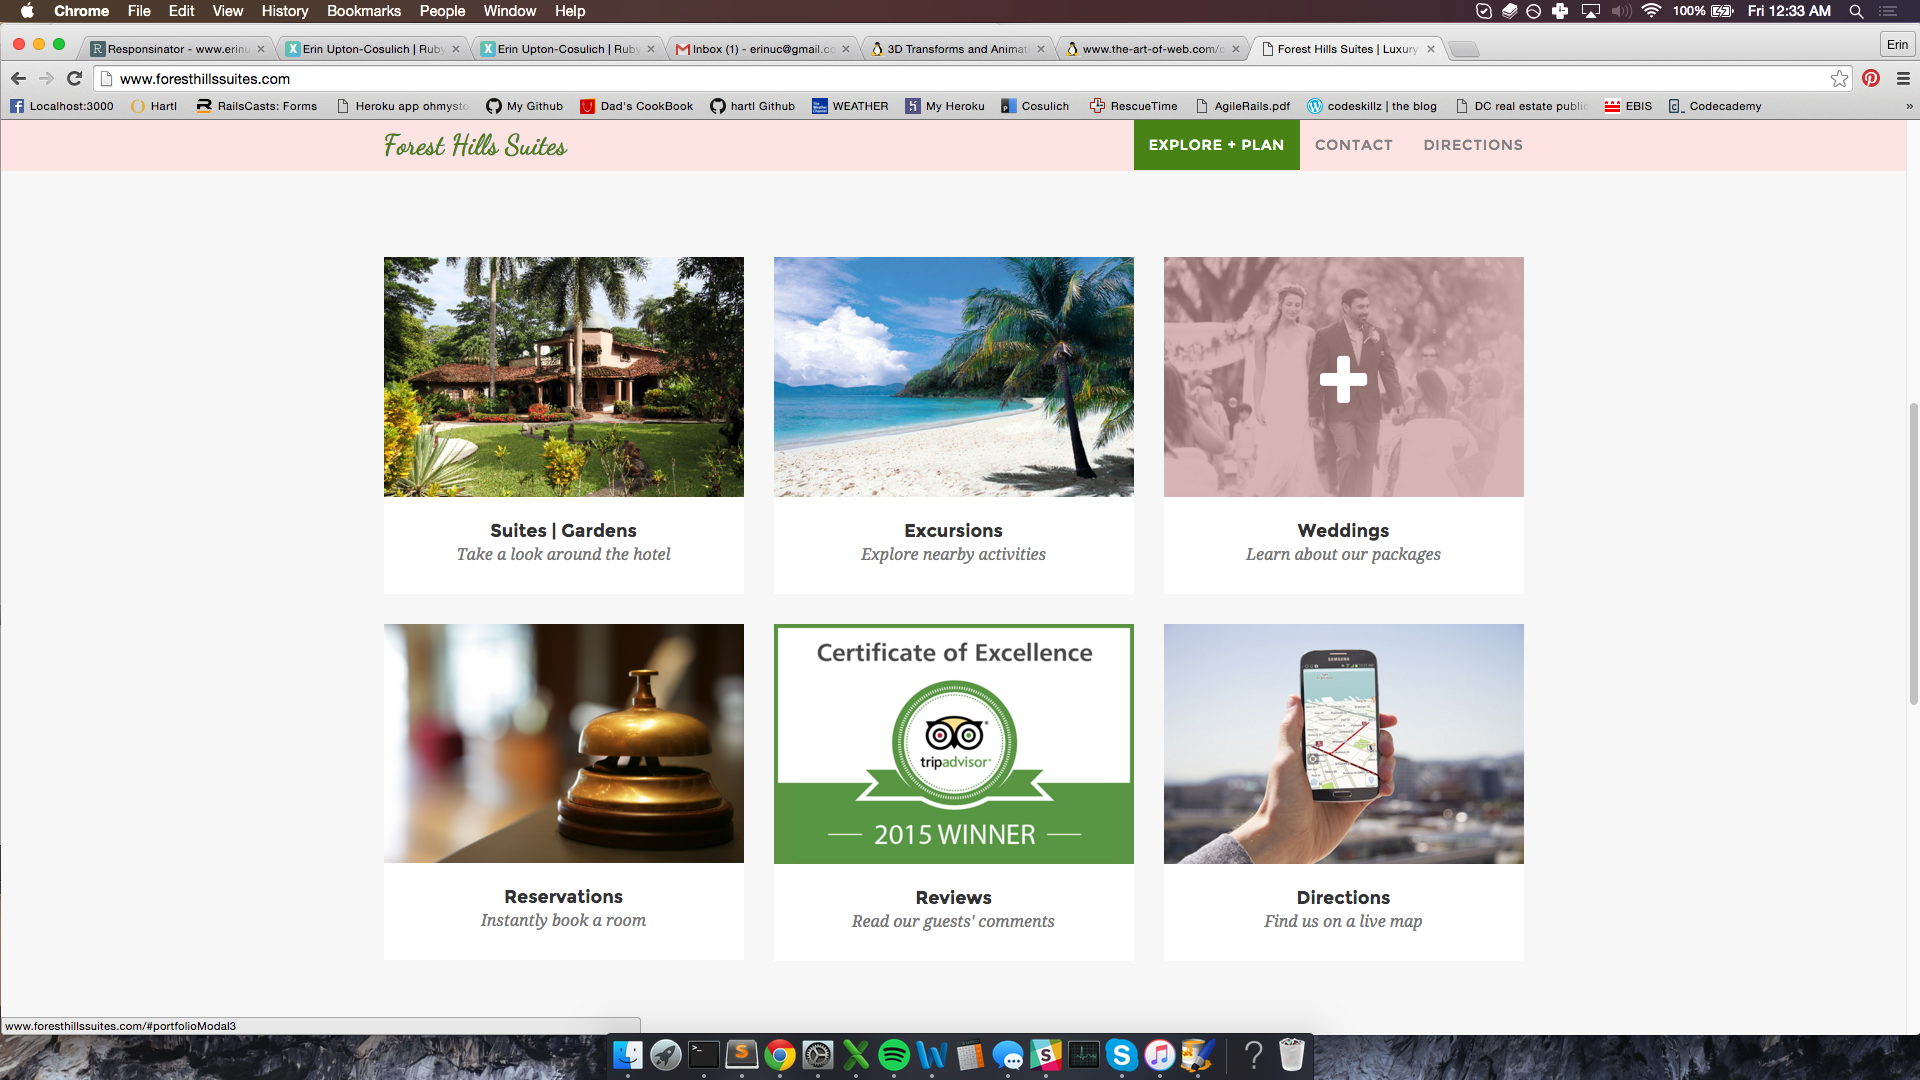 Chrome File Edit View History Bookmarks People Window Help 100% Fri 12:33 AM
Responsinator - www.erinu Erin Upton-Cosulich | Ruby Erin Upton-Cosulich | Ruby Inbox (1) - erinuc@gmail.co 3D Transforms and Animat www.the-art-of-web.com/c Forest Hills Suites | Luxury Erin
www.foresthillssuites.com
Localhost:3000 Hartl RailsCasts: Forms Heroku app ohmysto My Github Dad's CookBook hartl Github WEATHER My Heroku Cosulich RescueTime AgileRails.pdf codeskillz | the blog DC real estate public EBIS Codecademy »
Forest Hills Suites EXPLORE + PLAN CONTACT DIRECTIONS
Suites | Gardens
Take a look around the hotel
Excursions
Explore nearby activities
Weddings
Learn about our packages
Certificate of Excellence
tripadvisor
2015 WINNER
SAMSUNG
Reservations
Instantly book a room
Reviews
Read our guests' comments
Directions
Find us on a live map
www.foresthillssuites.com/#portfolioModal3